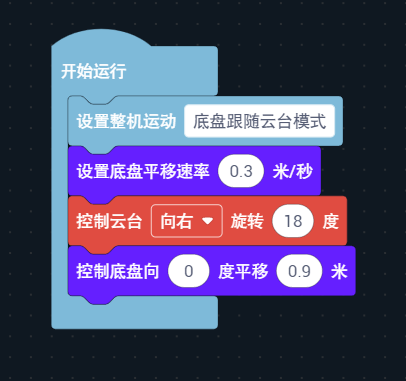 开始运行
设置整机运动 底盘跟随云台模式
设置底盘平移速率 0.3 米/秒
控制云台 向右 旋转 18 度
控制底盘向 0 度平移 0.9 米